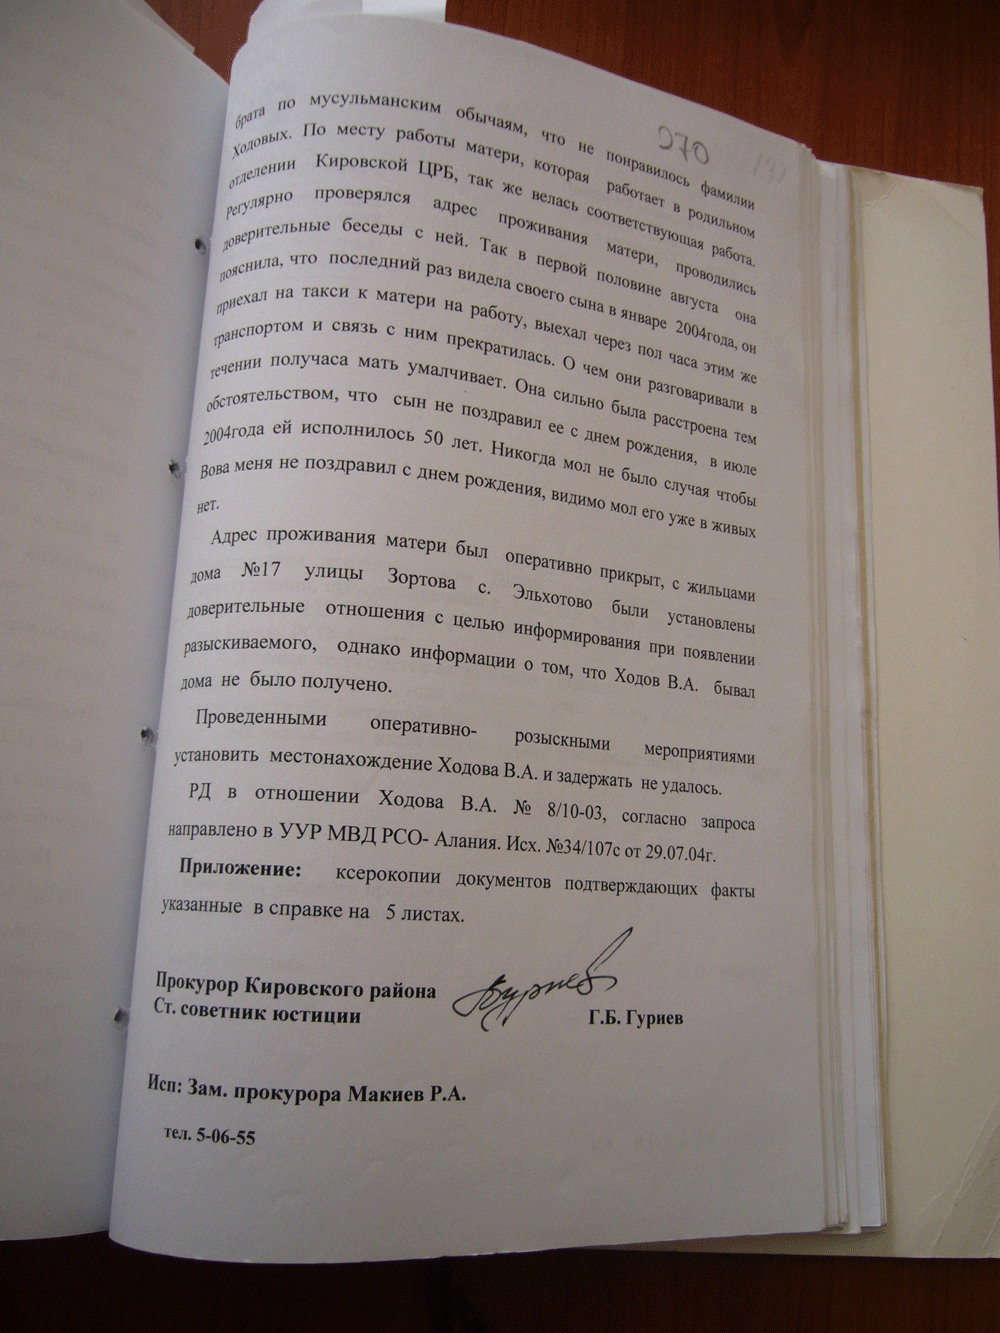 270
брата по мусульманским обычаям, что не понравилось фамилии
Ходовых. По месту работы матери, которая работает в родильном
отделении Кировской ЦРБ, так же велась соответствующая работа.
Регулярно проверялся адрес проживания матери, проводились
доверительные беседы с ней. Так в первой половине августа она
пояснила, что последний раз видела своего сына в январе 2004года, он
приехал на такси к матери на работу, выехал через пол часа этим же
транспортом и связь с ним прекратилась. О чем они разговаривали в
течении получаса мать умалчивает. Она сильно была расстроена тем
обстоятельством, что сын не поздравил ее с днем рождения, в июле
2004года ей исполнилось 50 лет. Никогда мол не было случая чтобы
Вова меня не поздравил с днем рождения, видимо мол его уже в живых
нет.
Адрес проживания матери был оперативно прикрыт, с жильцами
дома №17 улицы Зортова с. Эльхотово были установлены
доверительные отношения с целью информирования при появлении
разыскиваемого, однако информации о том, что Ходов В.А. бывал
дома не было получено.
Проведенными оперативно- розыскными мероприятиями
установить местонахождение Ходова В.А. и задержать не удалось.
РД в отношении Ходова В.А. № 8/10-03, согласно запроса
направлено в УУР МВД РСО- Алания. Исх. №34/107с от 29.07.04г.
Приложение: ксерокопии документов подтверждающих факты
указанные в справке на 5 листах.
Прокурор Кировского района
Ст. советник юстиции Г.Б. Гуриев
Исп: Зам. прокурора Макиев Р.А.
тел. 5-06-55